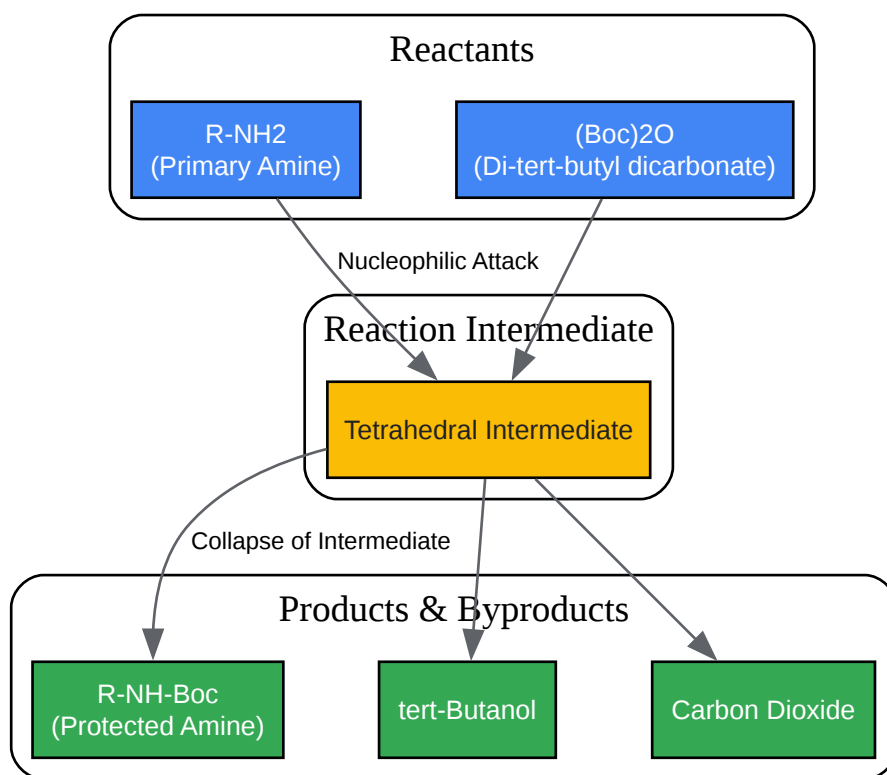 Reactants
R-NH2
(Primary Amine)
(Boc)2O
(Di-tert-butyl dicarbonate)
Nucleophilic Attack
Reaction Intermediate
Tetrahedral Intermediate
Collapse of Intermediate
Products & Byproducts
R-NH-Boc
(Protected Amine)
tert-Butanol
Carbon Dioxide